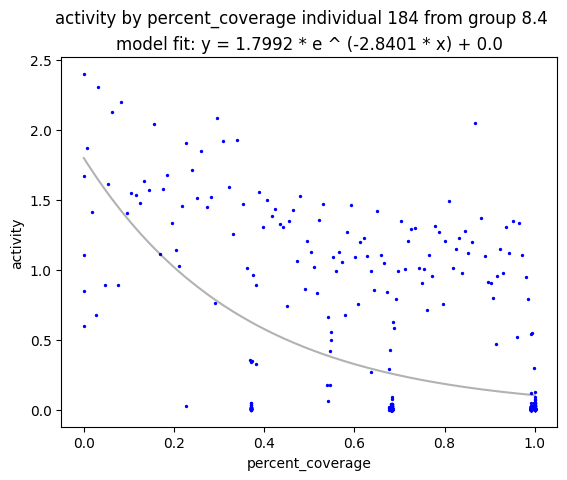 activity by percent_coverage individual 184 from group 8.4
model fit: y = 1.7992 * e ^ (-2.8401 * x) + 0.0
2.5
2.0
1.5
1.0
0.5
0.0
activity
0.0 0.2 0.4 0.6 0.8 1.0
percent_coverage